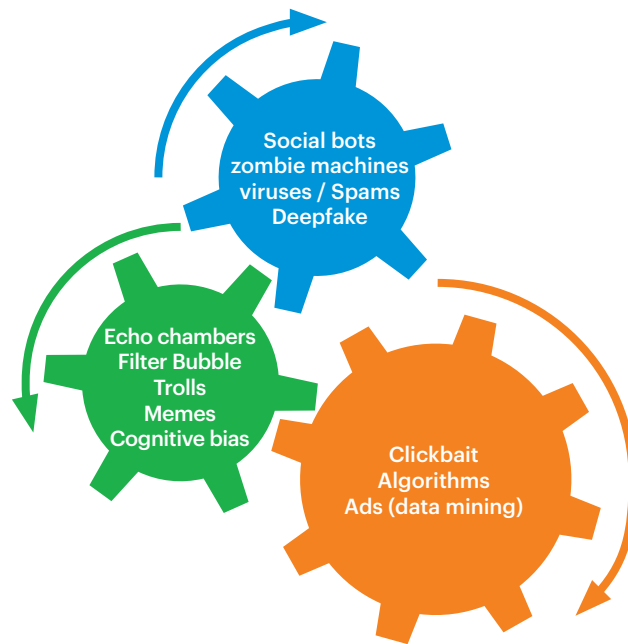 Social bots
zombie machines
viruses / Spams
Deepfake
Echo chambers
Filter Bubble
Trolls
Memes
Cognitive bias
Clickbait
Algorithms
Ads (data mining)